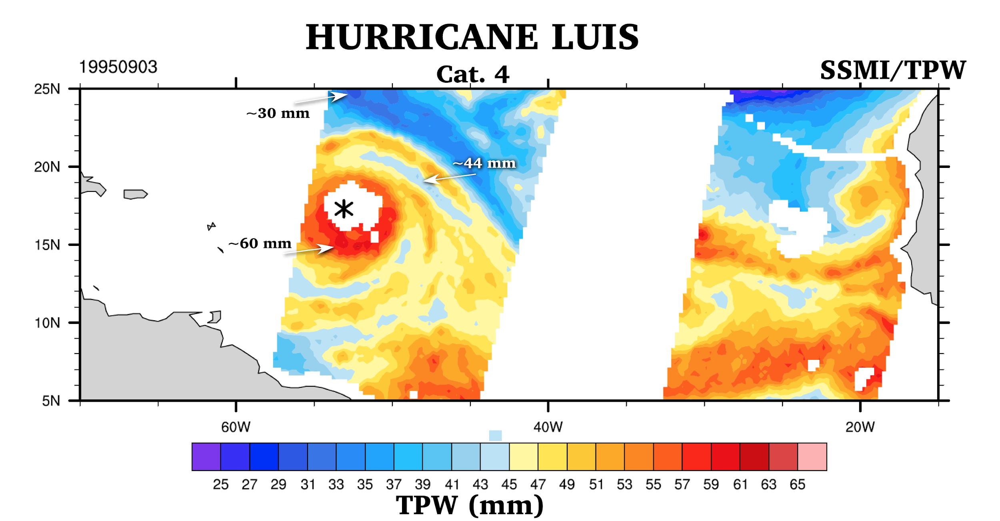 HURRICANE LUIS
19950903
Cat. 4
SSMI/TPW
25N
~30 mm
20N
~44 mm
15N
~60 mm
10N
5N
60W 40W 20W
25 27 29 31 33 35 37 39 41 43 45 47 49 51 53 55 57 59 61 63 65
TPW (mm)